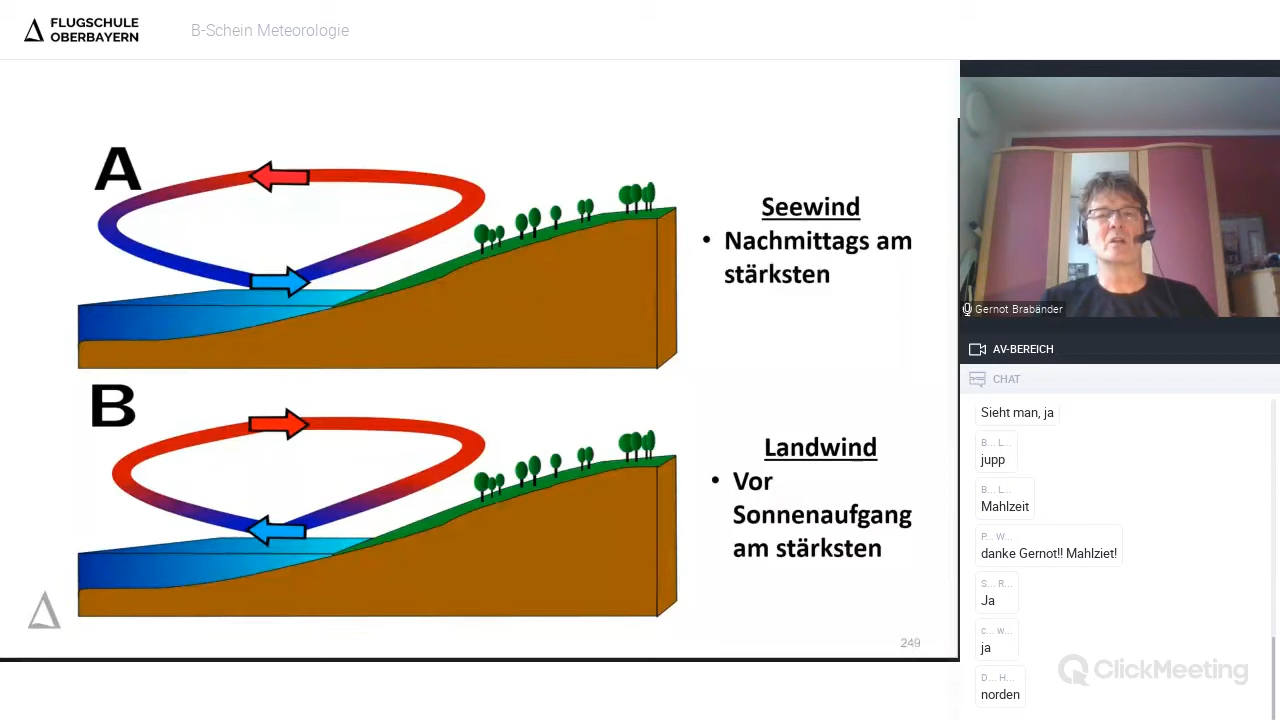 FLUGSCHULE
OBERBAYERN
B-Schein Meteorologie
A
Seewind
• Nachmittags am
stärksten
B
Landwind
• Vor
Sonnenaufgang
am stärksten
249
Gernot Brabänder
AV-BEREICH
CHAT
Sieht man, ja
B... L...
jupp
B... L...
Mahlzeit
P... W...
danke Gernot!! Mahlziet!
S... R...
Ja
c... w...
ja
D... H...
norden
ClickMeeting